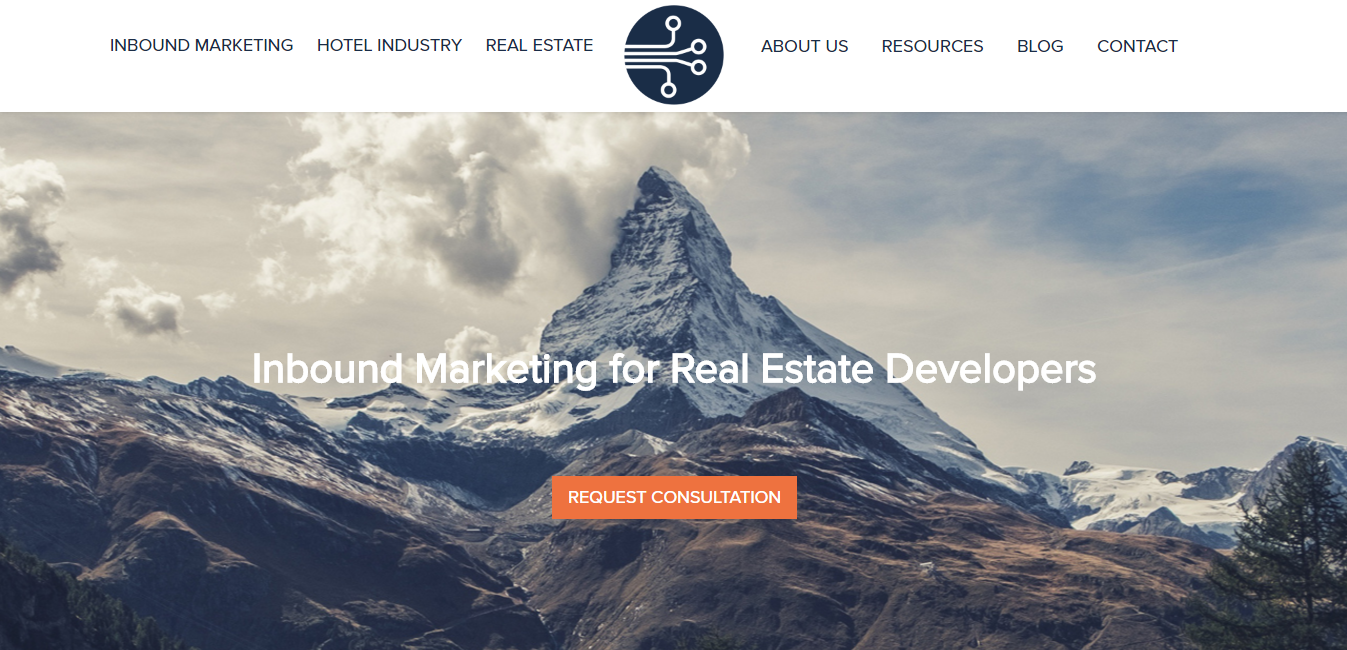 INBOUND MARKETING HOTEL INDUSTRY REAL ESTATE ABOUT US RESOURCES BLOG CONTACT
Inbound Marketing for Real Estate Developers
REQUEST CONSULTATION